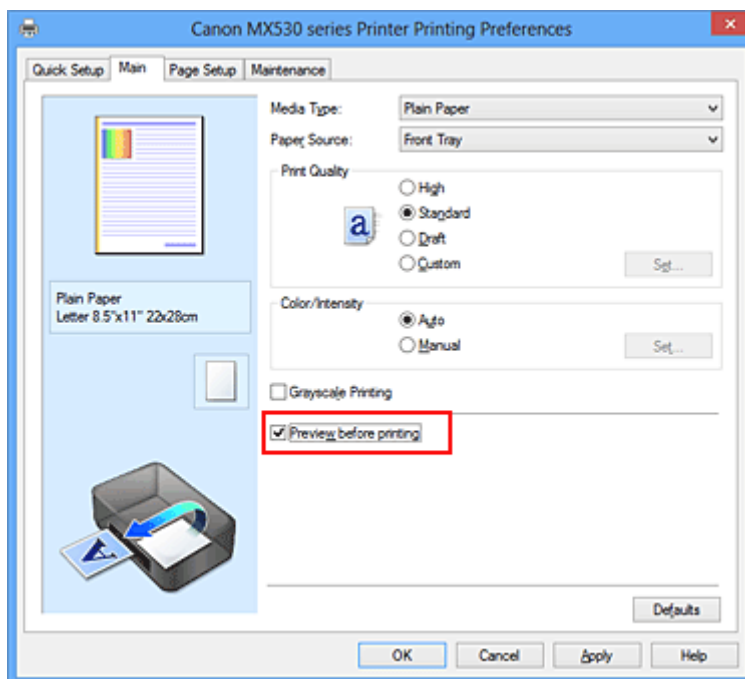 Canon MX530 series Printer Printing Preferences
Quick Setup Main Page Setup Maintenance
Media Type: Plain Paper
Paper Source: Front Tray
Print Quality
High
a Standard
Draft
Custom Set...
Plain Paper
Letter 8.5"x11" 22x28cm
Color/Intensity
Auto
Manual Set...
Grayscale Printing
Preview before printing
A
Defaults
OK Cancel Apply Help